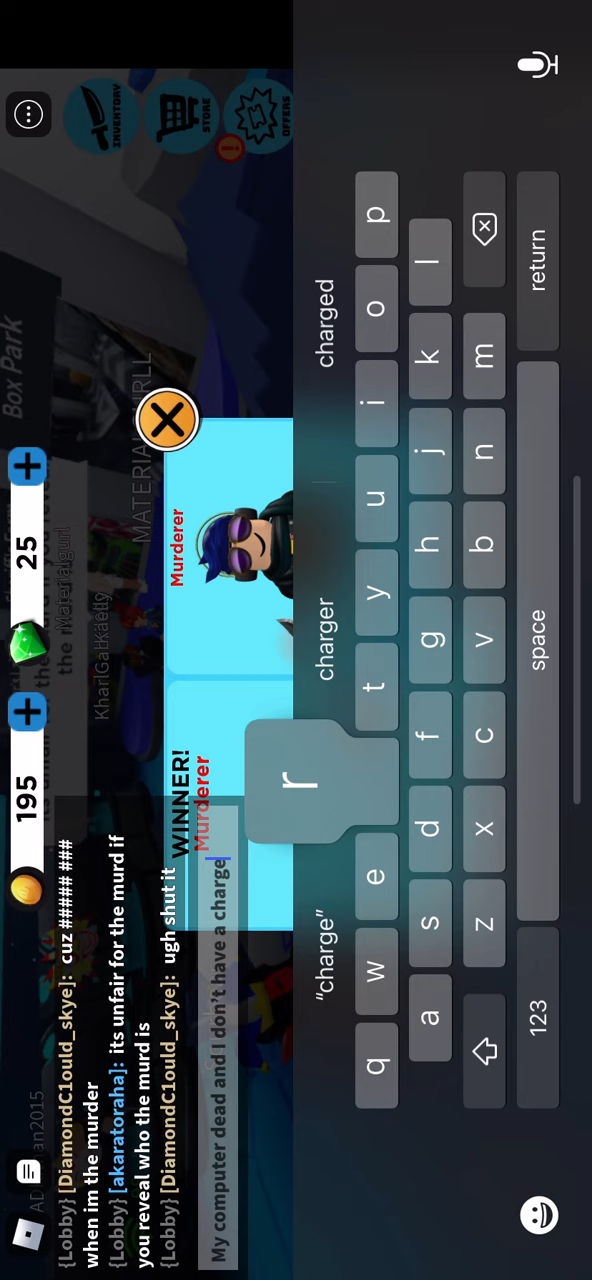 ADamian2015
Box Park
INVENTORY
STORE
OFFERS
!
195
25
{Lobby} [DiamondC1ould_skye]: cuz ##### ###
when im the murder
{Lobby} [akaratoraha]: its unfair for the murd if
you reveal who the murd is
{Lobby} [DiamondC1ould_skye]: ugh shut it
WINNER!
Murderer
Murderer
My computer dead and I don't have a charge
"charge"
charger
charged
r
q w e t y u i o p
a s d f g h j k l
z x c v b n m
123
space
return